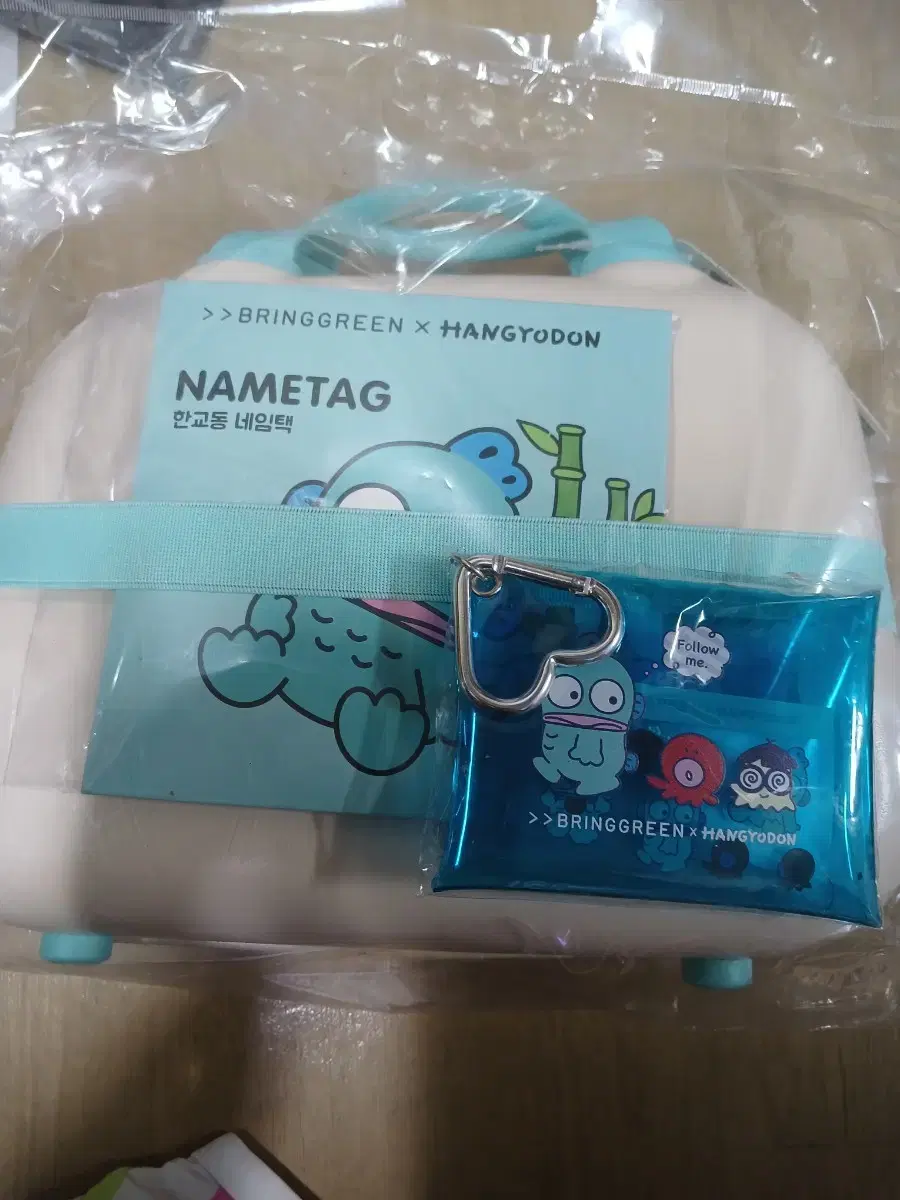 >>BRINGGREEN × HANGYODON
NAMETAG
한교동 네임택
Follow
me.
>>BRINGGREEN × HANGYODON